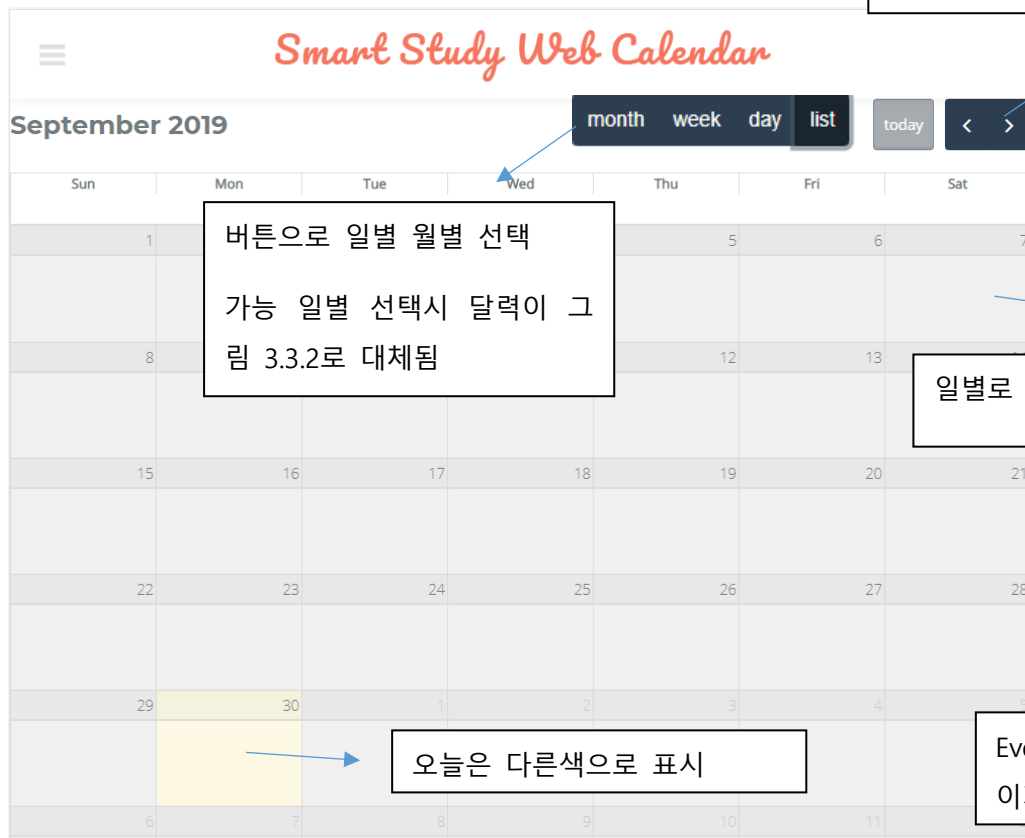 Smart Study Web Calendar
September 2019
month week day list today < >
Sun Mon Tue Wed Thu Fri Sat
버튼으로 일별 월별 선택
가능 일별 선택시 달력이 그
림 3.3.2로 대체됨
1 5 6 7
8 12 13
일별로
15 16 17 18 19 20 21
22 23 24 25 26 27 28
29 30 1 2 3 4
오늘은 다른색으로 표시
6 7 8 9 10 11